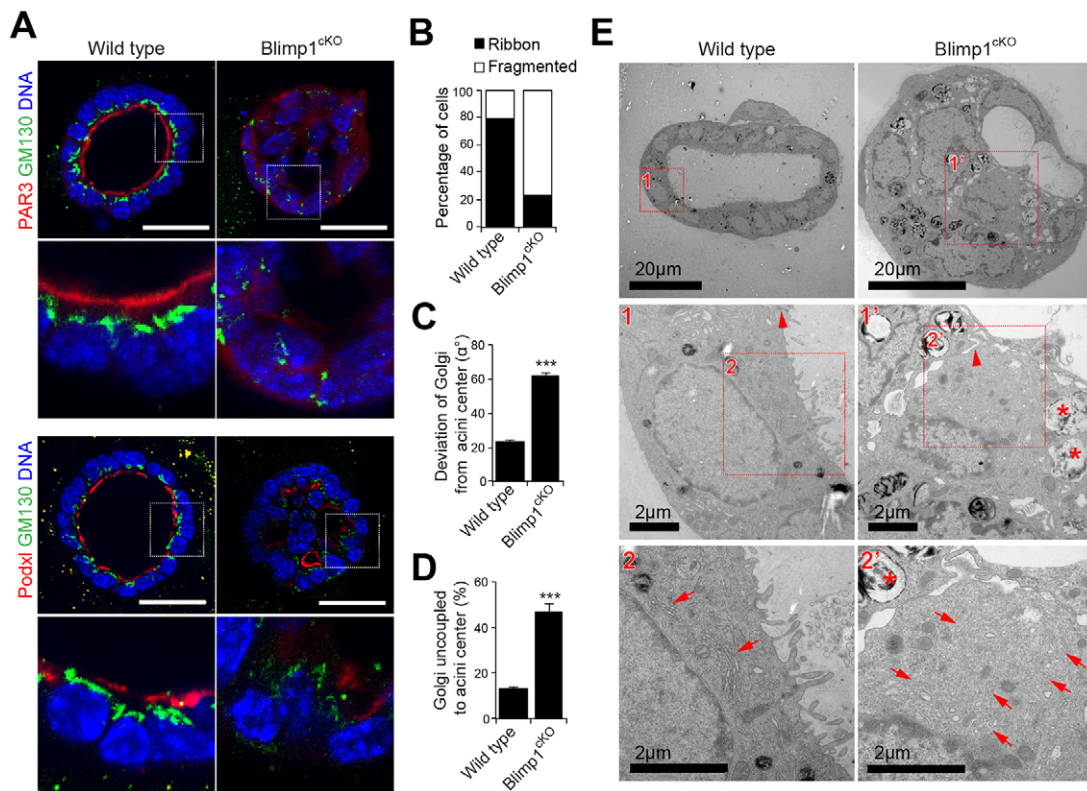 A
Wild type
Blimp1cKO
PAR3 GM130 DNA
Podxl GM130 DNA
B
Ribbon
Fragmented
Percentage of cells
100
80
60
40
20
0
Wild type
Blimp1cKO
C
Deviation of Golgi
from acini center (α°)
80
60
40
20
0
***
Wild type
Blimp1cKO
D
Golgi uncoupled
to acini center (%)
60
40
20
0
***
Wild type
Blimp1cKO
E
Wild type
Blimp1cKO
1
20µm
1'
20µm
1
2
2µm
1'
2'
*
*
2µm
2
2µm
2'
*
2µm